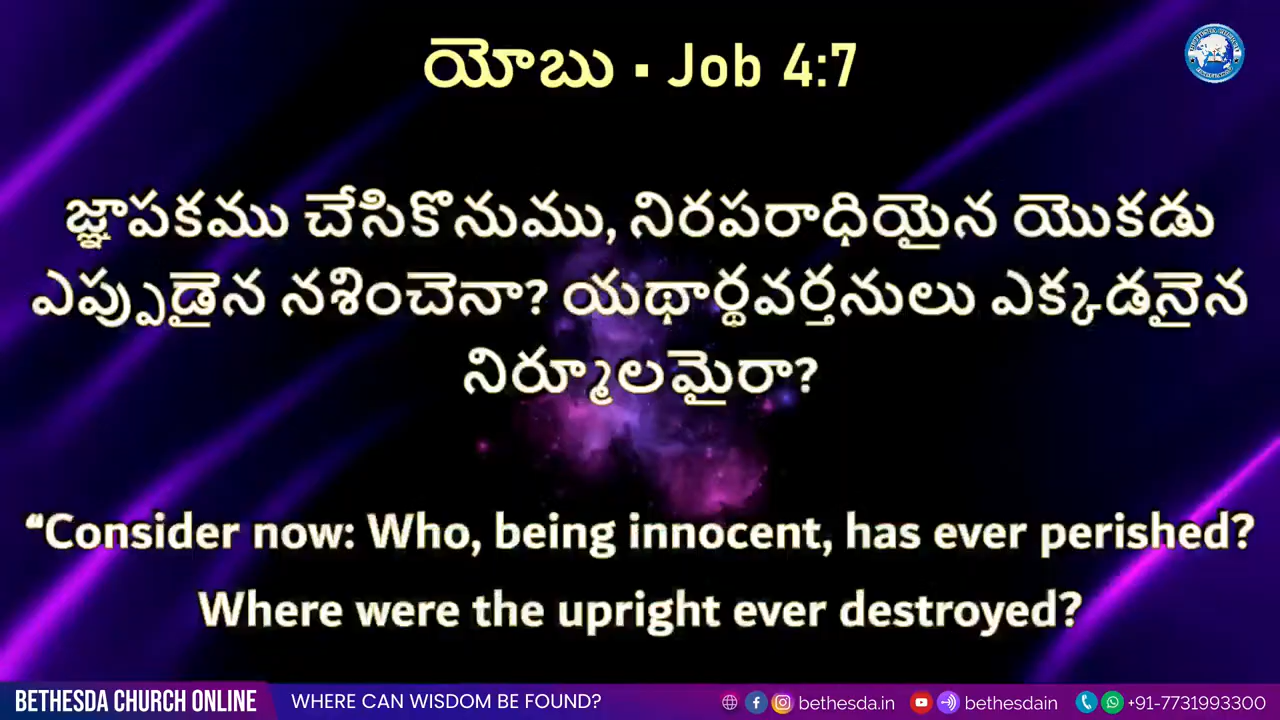 యోబు ▪ Job 4:7
జ్ఞాపకము చేసికొనుము, నిరపరాధియైన యొకడు
ఎప్పుడైన నశించెనా? యథార్థవర్తనులు ఎక్కడనైన
నిర్మూలమైరా?
“Consider now: Who, being innocent, has ever perished?
Where were the upright ever destroyed?
BETHESDA CHURCH ONLINE WHERE CAN WISDOM BE FOUND? bethesda.in bethesdain +91-7731993300